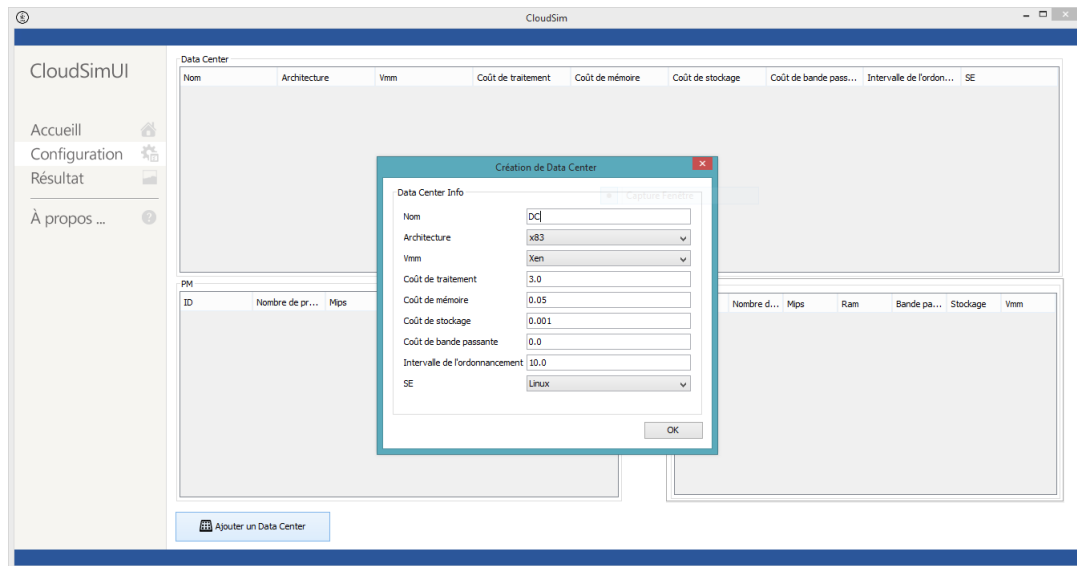 CloudSim
CloudSimUI
Accueill
Configuration
Résultat
À propos ...
Data Center
Nom Architecture Vmm Coût de traitement Coût de mémoire Coût de stockage Coût de bande pass... Intervalle de l'ordon... SE
Création de Data Center
Capture Fenêtre
Data Center Info
Nom DC
Architecture x83
Vmm Xen
Coût de traitement 3.0
Coût de mémoire 0.05
Coût de stockage 0.001
Coût de bande passante 0.0
Intervalle de l'ordonnancement 10.0
SE Linux
OK
PM
ID Nombre de pr... Mips
Nombre d... Mips Ram Bande pa... Stockage Vmm
Ajouter un Data Center